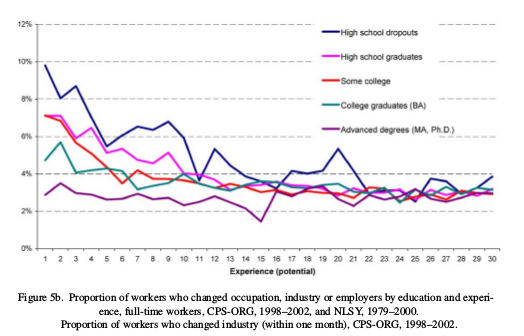 12%
10%
8%
6%
4%
2%
0%
High school dropouts
High school graduates
Some college
College graduates (BA)
Advanced degrees (MA, Ph.D.)
1 2 3 4 5 6 7 8 9 10 11 12 13 14 15 16 17 18 19 20 21 22 23 24 25 26 27 28 29 30
Experience (potential)
Figure 5b. Proportion of workers who changed occupation, industry or employers by education and experi-
ence, full-time workers, CPS-ORG, 1998–2002, and NLSY, 1979–2000.
Proportion of workers who changed industry (within one month), CPS-ORG, 1998–2002.